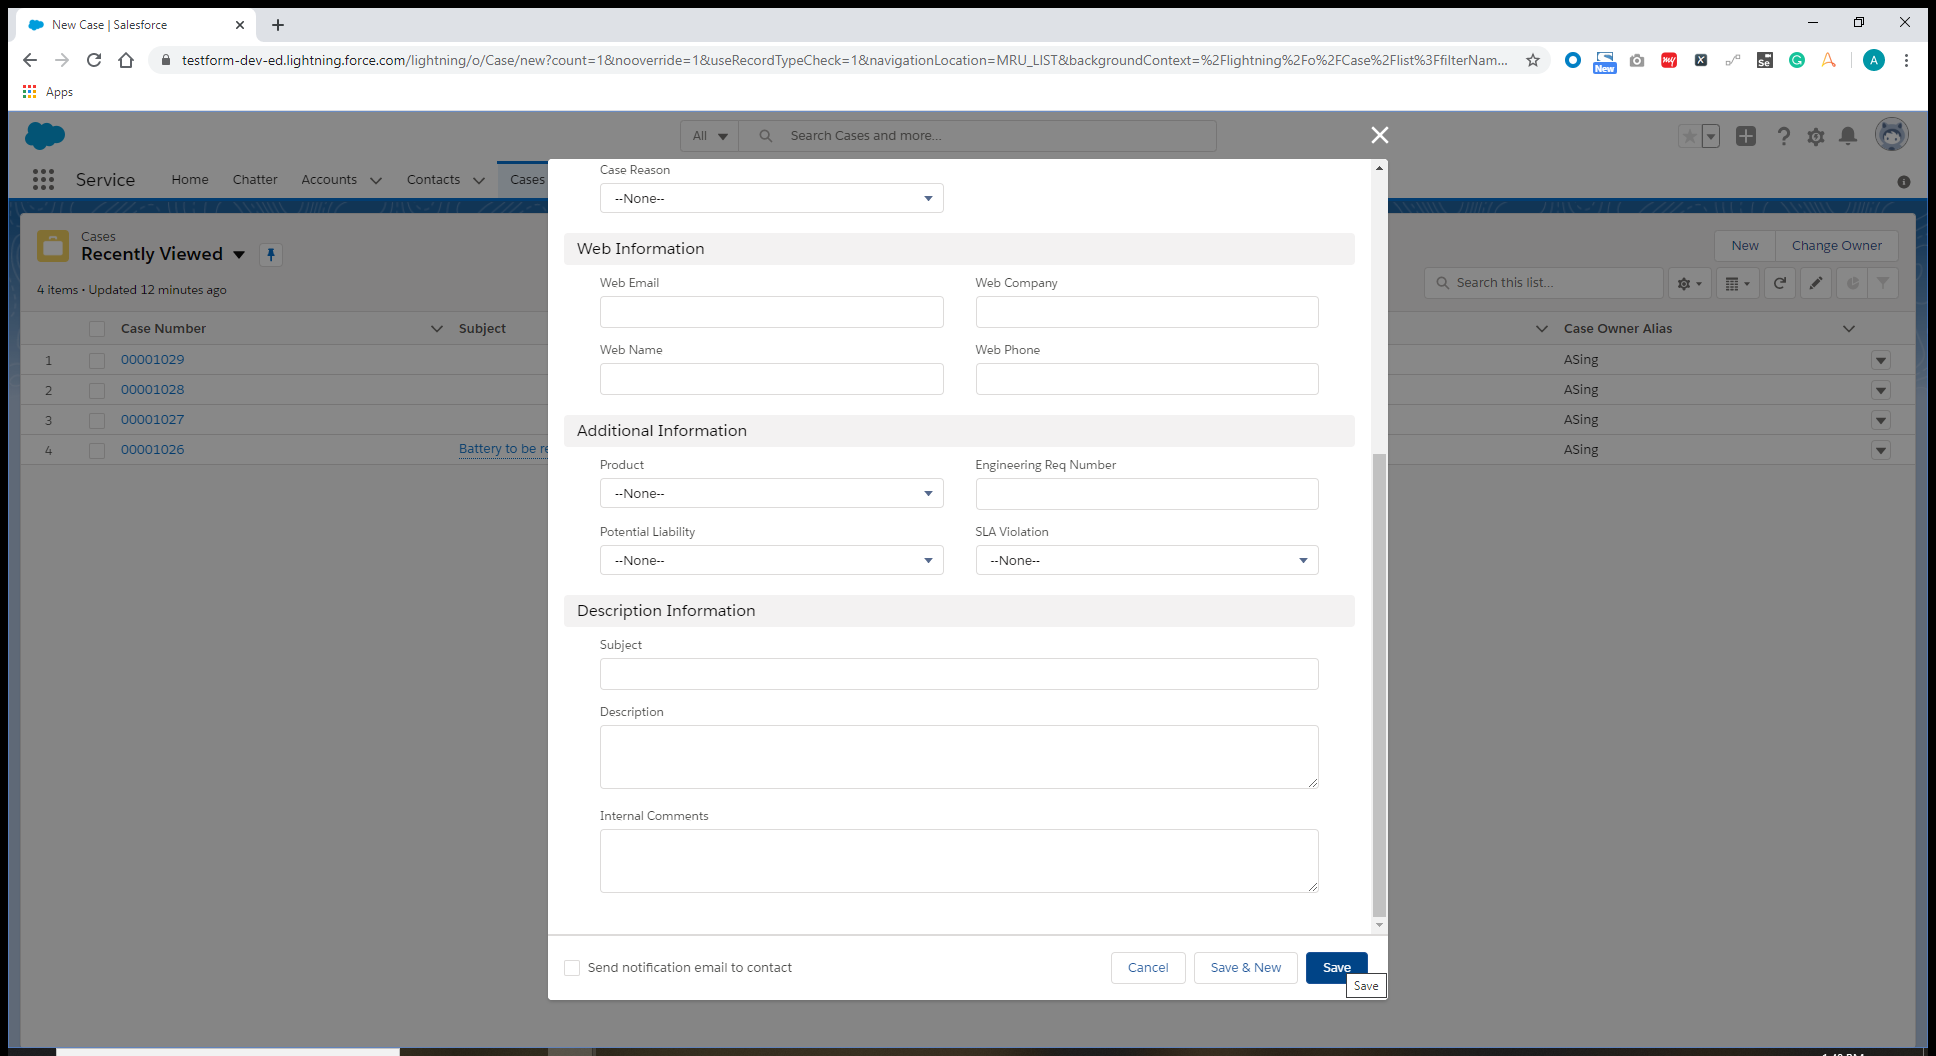 New Case | Salesforce
testform-dev-ed.lightning.force.com/lightning/o/Case/new?count=1&nooverride=1&useRecordTypeCheck=1&navigationLocation=MRU_LIST&backgroundContext=%2Flightning%2Fo%2FCase%2Flist%3FfilterNam...
New
my
X
Se
G
A
Apps
All
Search Cases and more...
Service
Home
Chatter
Accounts
Contacts
Cases
Cases
Recently Viewed
New
Change Owner
4 items • Updated 12 minutes ago
Search this list...
Case Number
Subject
Case Owner Alias
1
00001029
ASing
2
00001028
ASing
3
00001027
ASing
4
00001026
Battery to be re
ASing
Case Reason
--None--
Web Information
Web Email
Web Company
Web Name
Web Phone
Additional Information
Product
Engineering Req Number
--None--
Potential Liability
SLA Violation
--None--
--None--
Description Information
Subject
Description
Internal Comments
Send notification email to contact
Cancel
Save & New
Save
Save